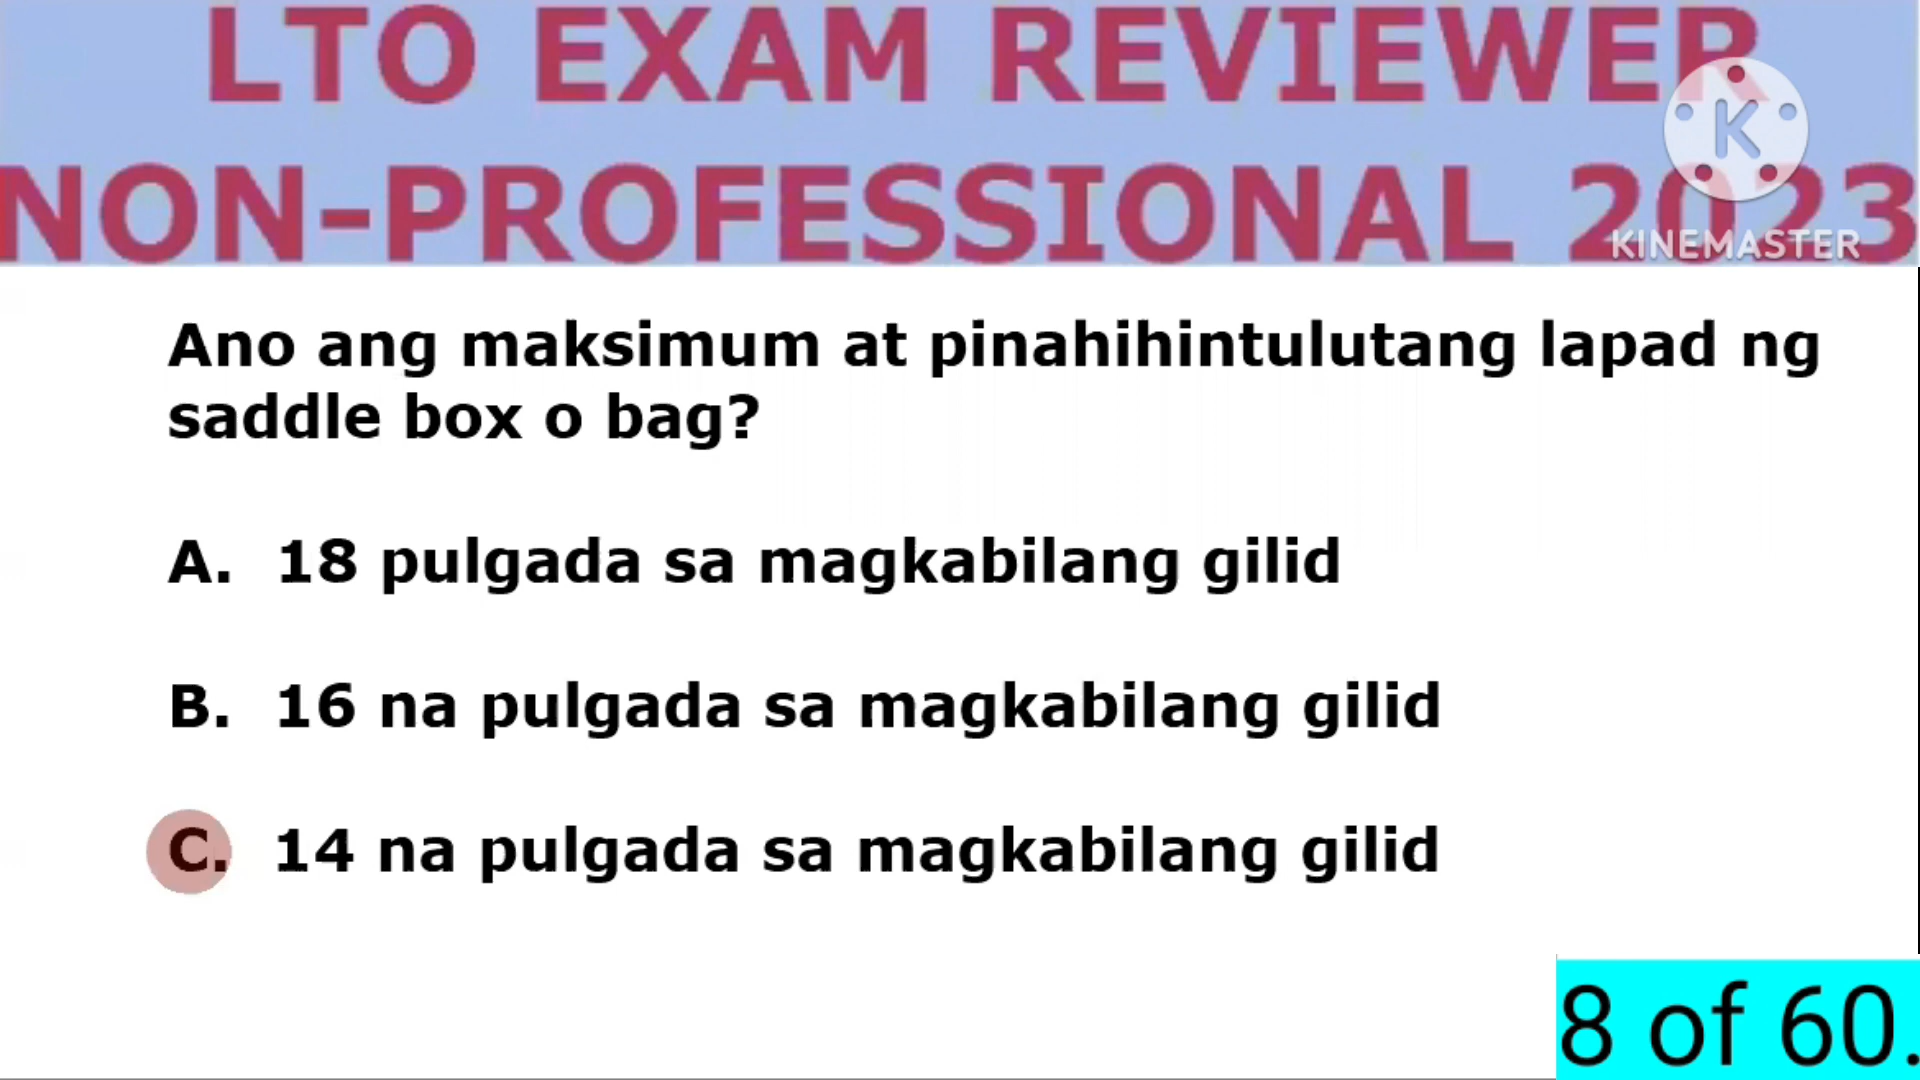 LTO EXAM REVIEWER
K
NON-PROFESSIONAL 2023
KINEMASTER
Ano ang maksimum at pinahihintulutang lapad ng
saddle box o bag?
A. 18 pulgada sa magkabilang gilid
B. 16 na pulgada sa magkabilang gilid
C. 14 na pulgada sa magkabilang gilid
8 of 60.